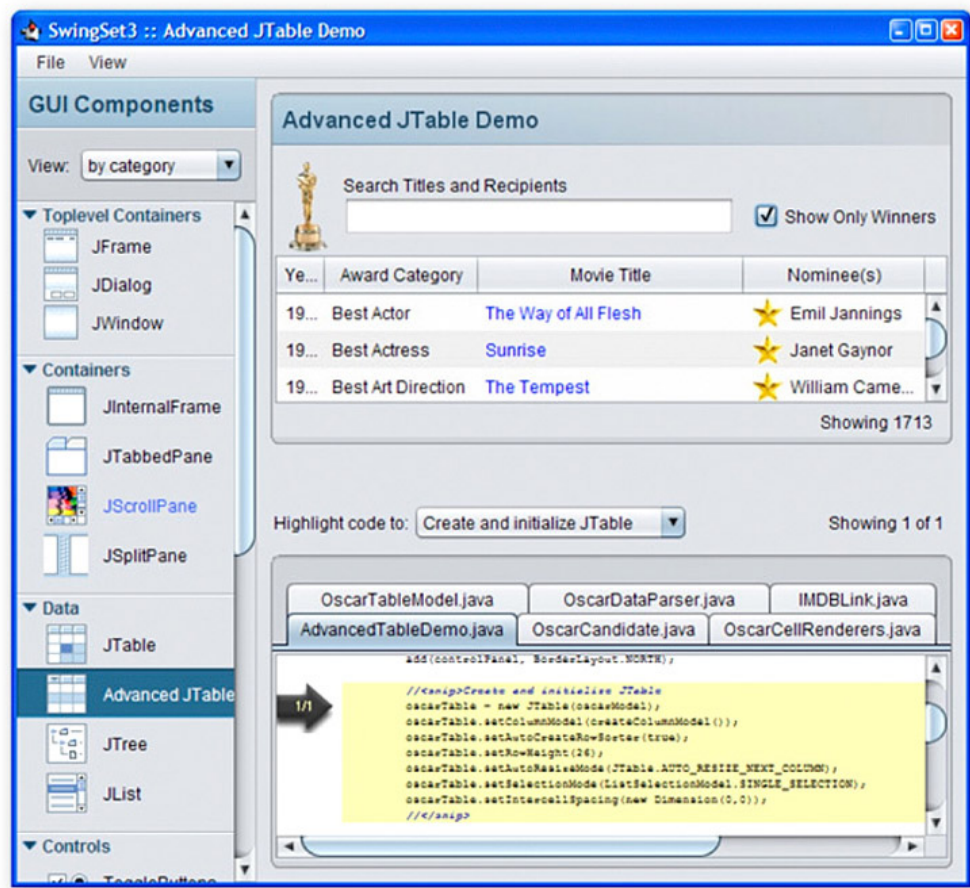 SwingSet3 :: Advanced JTable Demo
File View
GUI Components
View: by category
Toplevel Containers
JFrame
JDialog
JWindow
Containers
JInternalFrame
JTabbedPane
JScrollPane
JSplitPane
Data
JTable
Advanced JTable
JTree
JList
Controls
ToggleButtons
Advanced JTable Demo
Search Titles and Recipients
Show Only Winners
Ye... Award Category Movie Title Nominee(s)
19... Best Actor The Way of All Flesh Emil Jannings
19... Best Actress Sunrise Janet Gaynor
19... Best Art Direction The Tempest William Came...
Showing 1713
Highlight code to: Create and initialize JTable Showing 1 of 1
OscarTableModel.java OscarDataParser.java IMDBLink.java
AdvancedTableDemo.java OscarCandidate.java OscarCellRenderers.java
add(controlPanel, BorderLayout.NORTH);
1/1
//<snip>Create and initialize JTable
oscarTable = new JTable(oscarModel);
oscarTable.setColumnModel(createColumnModel());
oscarTable.setAutoCreateRowSorter(true);
oscarTable.setRowHeight(26);
oscarTable.setAutoResizeMode(JTable.AUTO_RESIZE_NEXT_COLUMN);
oscarTable.setSelectionMode(ListSelectionModel.SINGLE_SELECTION);
oscarTable.setIntercellSpacing(new Dimension(0,0));
//</snip>